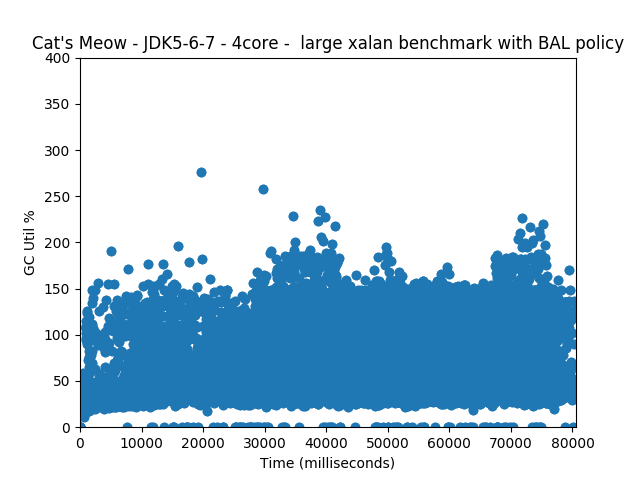 Cat's Meow - JDK5-6-7 - 4core -  large xalan benchmark with BAL policy
400
350
300
250
200
150
100
50
0
GC Util %
0 10000 20000 30000 40000 50000 60000 70000 80000
Time (milliseconds)